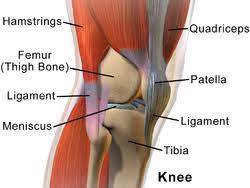 Hamstrings
Quadriceps
Femur
(Thigh Bone)
Patella
Ligament
Ligament
Meniscus
Tibia
Knee